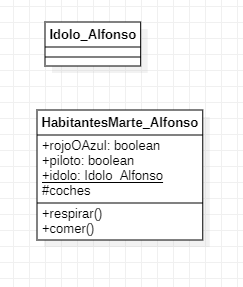 Idolo_Alfonso
HabitantesMarte_Alfonso
+rojoOAzul: boolean
+piloto: boolean
+idolo: Idolo_Alfonso
#coches
+respirar()
+comer()